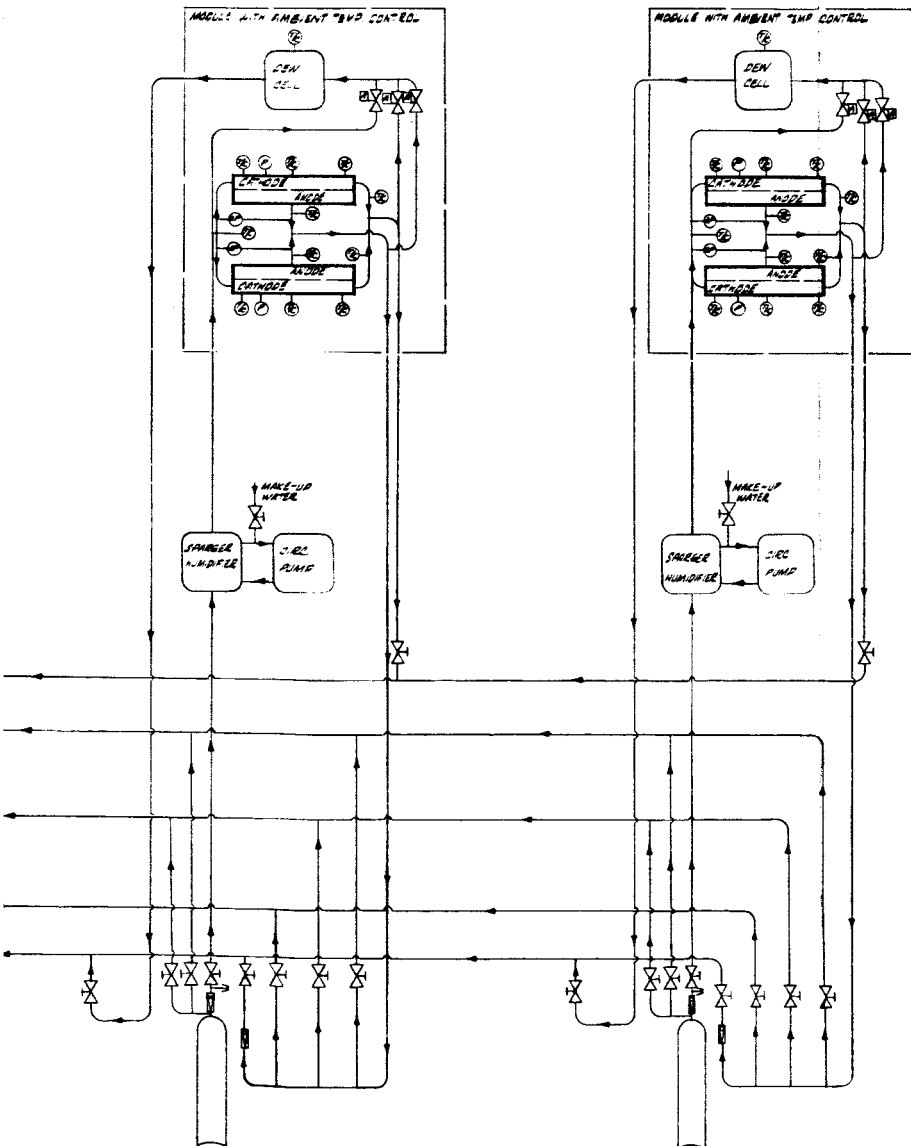 MODULE WITH AMBIENT TEMP CONTROL
DEW
CELL
CATHODE
ANODE
ANODE
CATHODE
MAKE-UP
WATER
SPARGER
HUMIDIFIER
CIRC
PUMP
MODULE WITH AMBIENT TEMP CONTROL
DEW
CELL
CATHODE
ANODE
ANODE
CATHODE
MAKE-UP
WATER
SPARGER
HUMIDIFIER
CIRC
PUMP